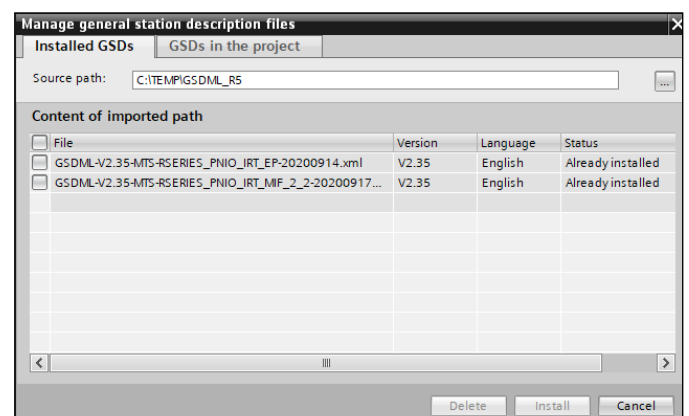 Manage general station description files
X
Installed GSDs GSDs in the project
Source path: C:\TEMP\GSDML_R5 ...
Content of imported path
File Version Language Status
GSDML-V2.35-MTS-RSERIES_PNIO_IRT_EP-20200914.xml V2.35 English Already installed
GSDML-V2.35-MTS-RSERIES_PNIO_IRT_MIF_2_2-20200917... V2.35 English Already installed
Delete Install Cancel